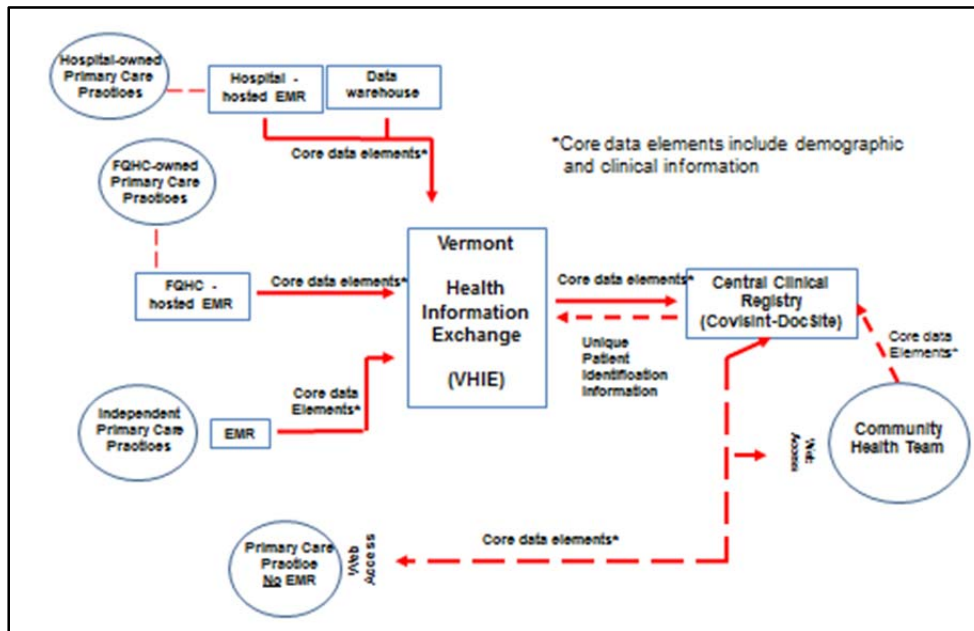 Hospital-owned
Primary Care
Practices
Hospital -
hosted EMR
Data
warehouse
Core data elements*
*Core data elements include demographic
and clinical information
FQHC-owned
Primary Care
Practices
FQHC -
hosted EMR
Core data elements*
Vermont
Health
Information
Exchange
(VHIE)
Core data elements*
Unique
Patient
Identification
Information
Central Clinical
Registry
(Covisint-DocSite)
Core data
Elements*
Community
Health Team
Web
Access
Independent
Primary Care
Practices
EMR
Core data
Elements*
Primary Care
Practice
No EMR
Web
Access
Core data elements*